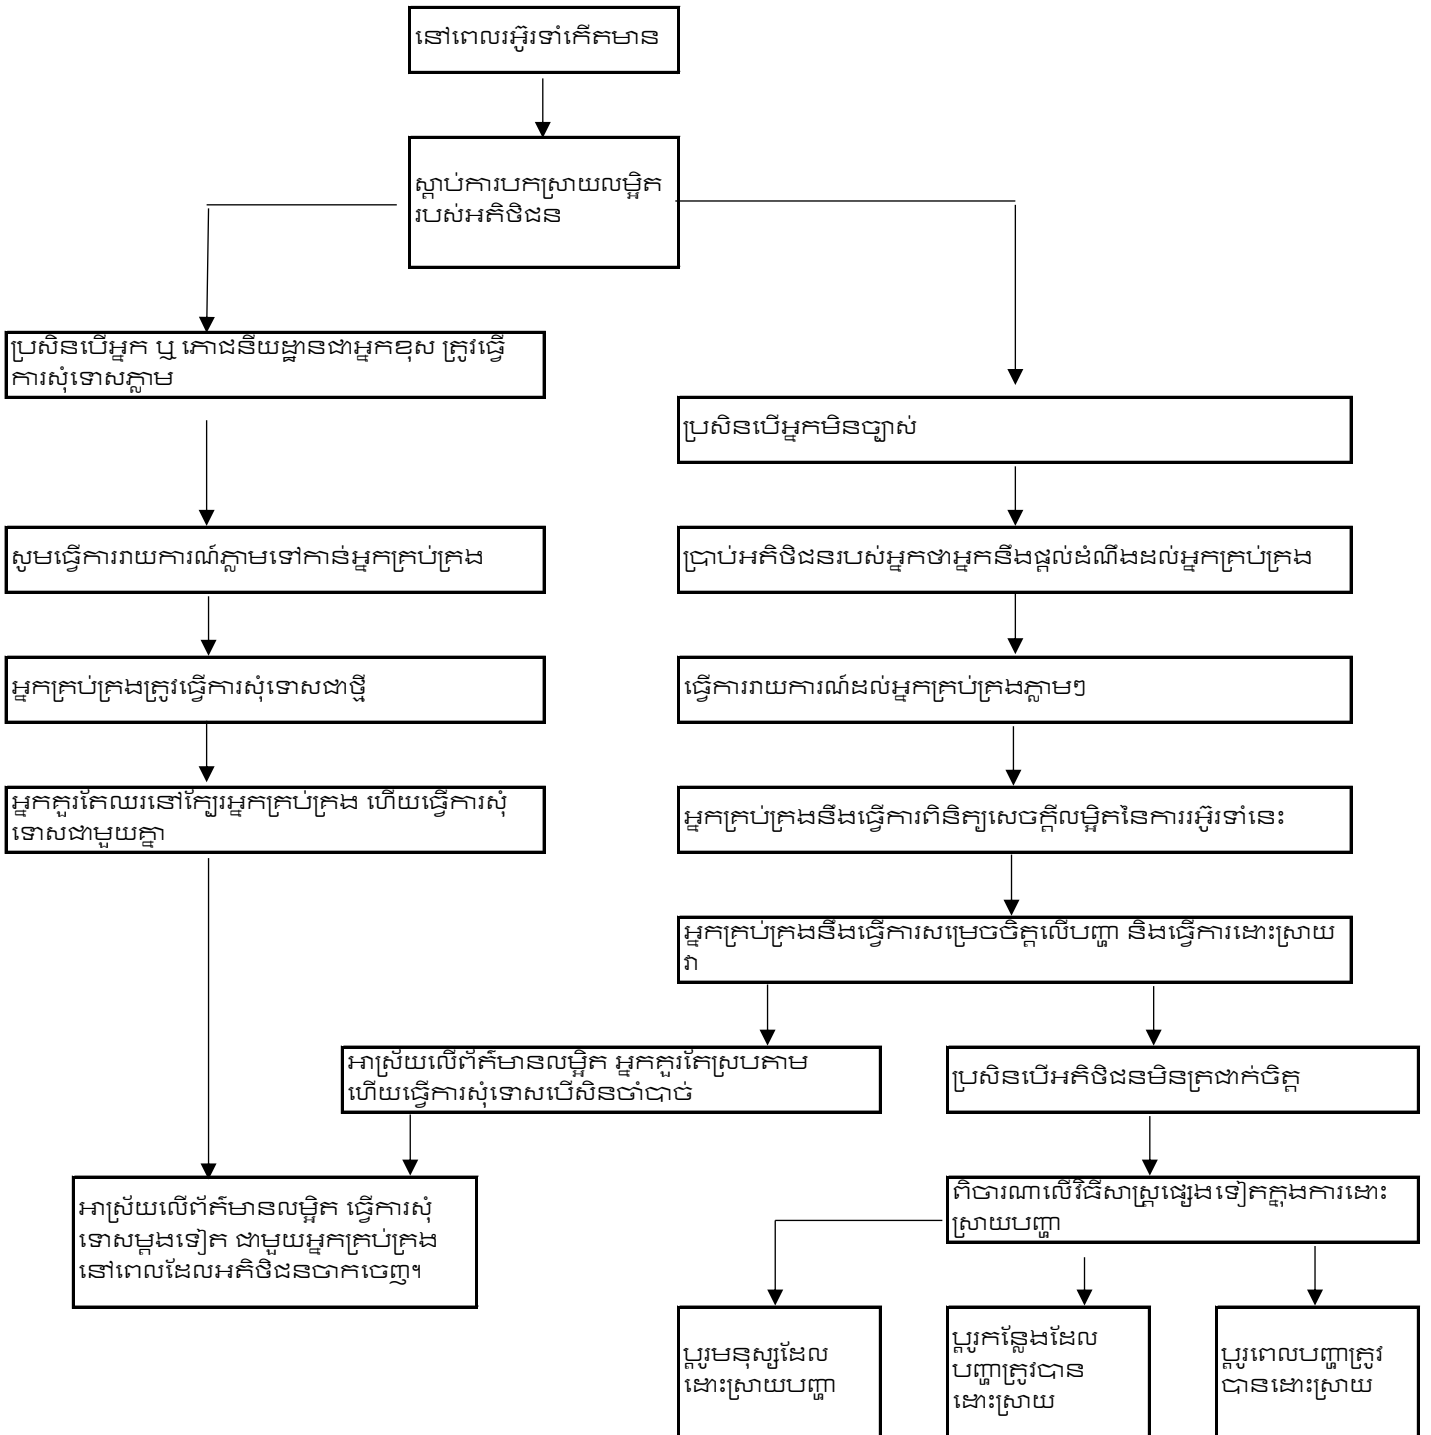 នៅពេលរអ៊ូរទាំកើតមាន
ស្តាប់ការបកស្រាយលម្អិត
របស់អតិថិជន
ប្រសិនបើអ្នក ឬ ភោជនីយដ្ឋានជាអ្នកខុស ត្រូវធ្វើ
ការសុំទោសភ្លាម
ប្រសិនបើអ្នកមិនច្បាស់
សូមធ្វើការរាយការណ៍ភ្លាមទៅកាន់អ្នកគ្រប់គ្រង
ប្រាប់អតិថិជនរបស់អ្នកថាអ្នកនឹងផ្តល់ដំណឹងដល់អ្នកគ្រប់គ្រង
អ្នកគ្រប់គ្រងត្រូវធ្វើការសុំទោសជាថ្មី
ធ្វើការរាយការណ៍ដល់អ្នកគ្រប់គ្រងភ្លាមៗ
អ្នកគួរតែឈរនៅក្បែរអ្នកគ្រប់គ្រង ហើយធ្វើការសុំ
ទោសជាមួយគ្នា
អ្នកគ្រប់គ្រងនឹងធ្វើការពិនិត្យសេចក្តីលម្អិតនៃការរអ៊ូរទាំនេះ
អ្នកគ្រប់គ្រងនឹងធ្វើការសម្រេចចិត្តលើបញ្ហា និងធ្វើការដោះស្រាយ
វា
អាស្រ័យលើព័ត៌មានលម្អិត អ្នកគួរតែស្របតាម
ហើយធ្វើការសុំទោសបើសិនចាំបាច់
ប្រសិនបើអតិថិជនមិនត្រជាក់ចិត្ត
អាស្រ័យលើព័ត៌មានលម្អិត ធ្វើការសុំ
ទោសម្តងទៀត ជាមួយអ្នកគ្រប់គ្រង
នៅពេលដែលអតិថិជនចាកចេញ។
ពិចារណាលើវិធីសាស្ត្រផ្សេងទៀតក្នុងការដោះ
ស្រាយបញ្ហា
ប្តូរមនុស្សដែល
ដោះស្រាយបញ្ហា
ប្តូរកន្លែងដែល
បញ្ហាត្រូវបាន
ដោះស្រាយ
ប្តូរពេលបញ្ហាត្រូវ
បានដោះស្រាយ